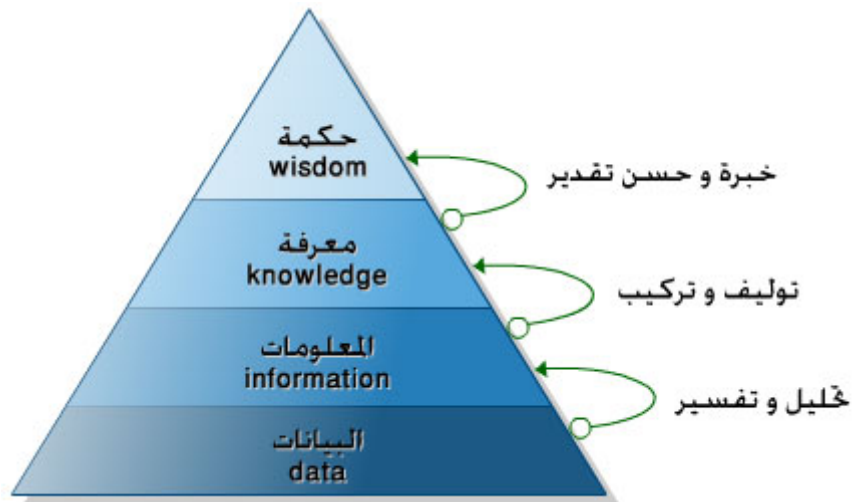 حكمة
wisdom
خبرة و حسن تقدير
معرفة
knowledge
توليف و تركيب
المعلومات
information
تحليل و تفسير
البيانات
data